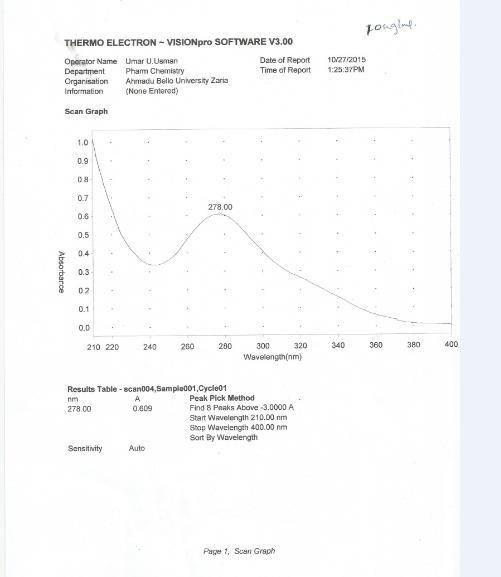 THERMO ELECTRON ~ VISIONpro SOFTWARE V3.00
Operator Name Umar U.Usman Date of Report 10/27/2015
Department Pharm Chemistry Time of Report 1:25:37PM
Organisation Ahmadu Bello University Zaria
Information (None Entered)
Scan Graph
1.0
0.9
0.8
0.7
278.00
0.6
0.5
0.4
0.3
0.2
0.1
0.0
Absorbance
210 220 240 260 280 300 320 340 360 380 400
Wavelength(nm)
Results Table - scan004,Sample001,Cycle01
nm A Peak Pick Method
278.00 0.609 Find 8 Peaks Above -3.0000 A
Start Wavelength 210.00 nm
Stop Wavelength 400.00 nm
Sort By Wavelength
Sensitivity Auto
Page 1, Scan Graph